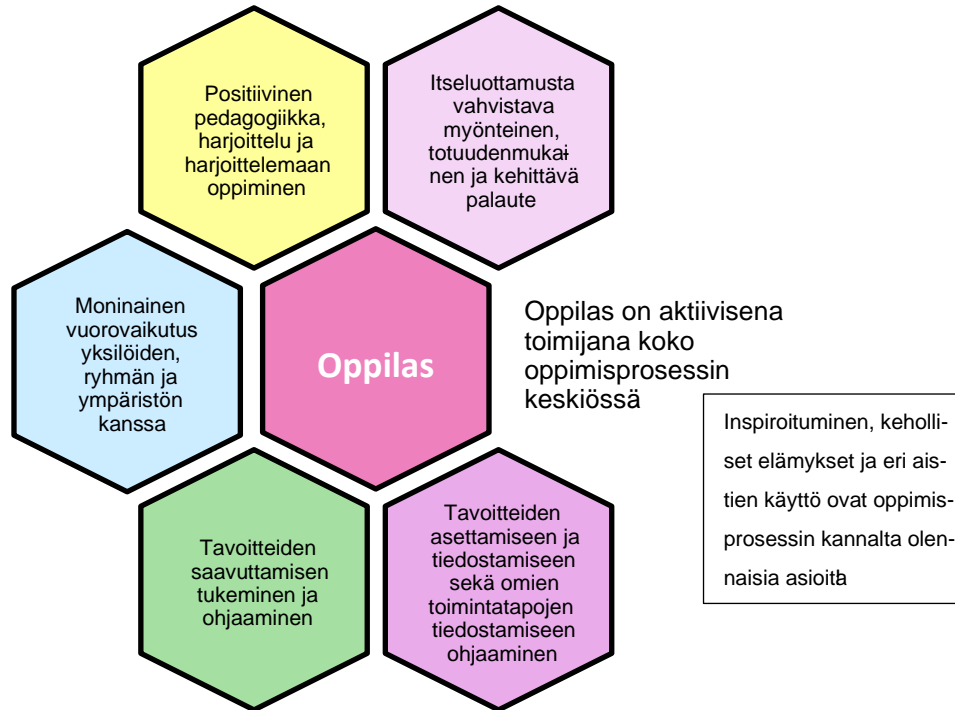 Positiivinen
pedagogiikka,
harjoittelu ja
harjoittelemaan
oppiminen
Itseluottamusta
vahvistava
myönteinen,
totuudenmukai-
nen ja kehittävä
palaute
Moninainen
vuorovaikutus
yksilöiden,
ryhmän ja
ympäristön
kanssa
Oppilas
Oppilas on aktiivisena
toimijana koko
oppimisprosessin
keskiössä
Inspiroituminen, keholli-
set elämykset ja eri ais-
tien käyttö ovat oppimis-
prosessin kannalta olen-
naisia asioita
Tavoitteiden
saavuttamisen
tukeminen ja
ohjaaminen
Tavoitteiden
asettamiseen ja
tiedostamiseen
sekä omien
toimintatapojen
tiedostamiseen
ohjaaminen